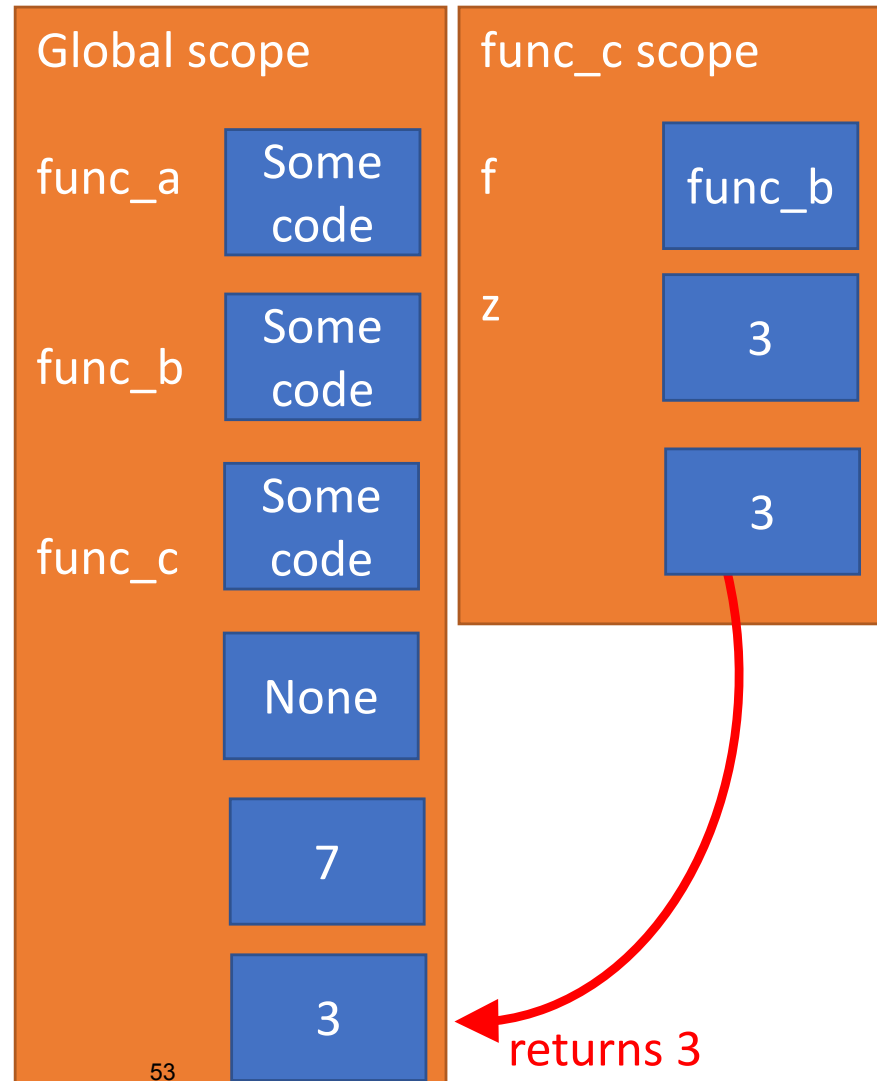 Global scope
func_a
Some
code
func_b
Some
code
func_c
Some
code
None
7
3
53
func_c scope
f
func_b
z
3
3
returns 3